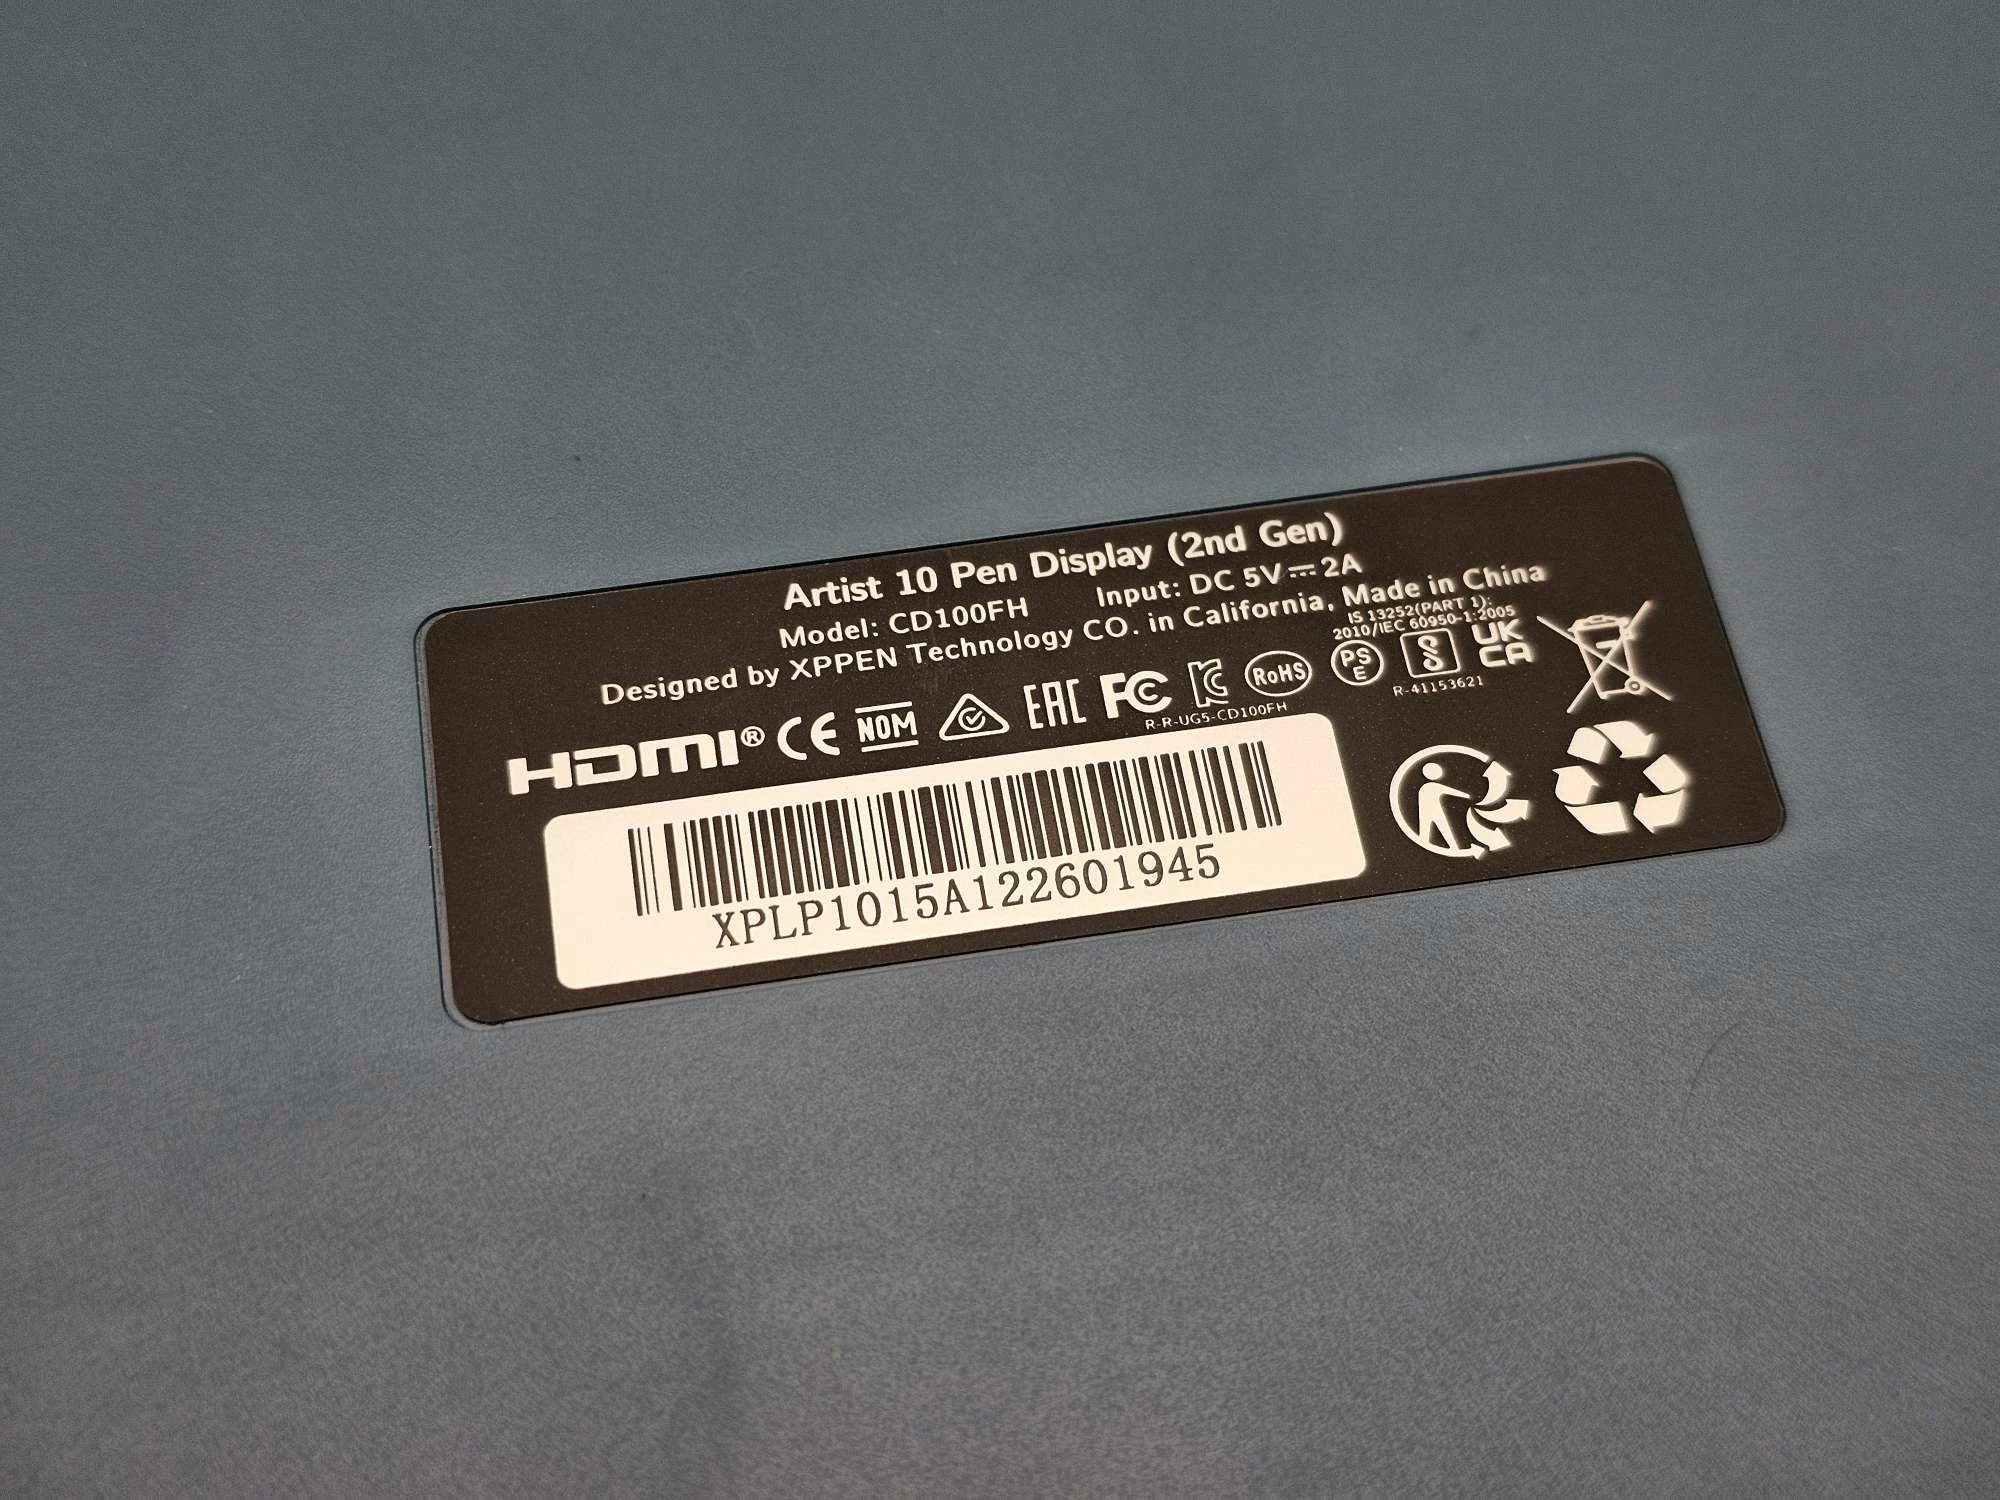 Artist 10 Pen Display (2nd Gen)
Model: CD100FH Input: DC 5V⎓2A
Designed by XPPEN Technology CO. in California, Made in China
IS 13252(PART 1):
2010/IEC 60950-1:2005
HDMI® CE NOM EAC FC RoHS PS E UK CA
R-R-UG5-CD100FH
R-41153621
XPLP1015A122601945